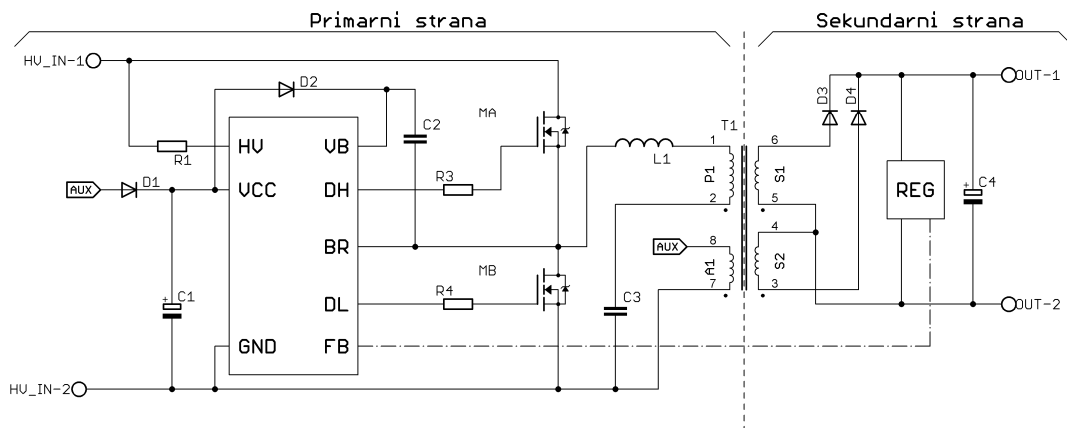 Primarni strana
Sekundarni strana
HV_IN-1
OUT-1
D2
D3
D4
C2
MA
T1
HV
VB
R1
L1
1
6
P1
S1
AUX
D1
VCC
DH
R3
REG
C4
+
2
5
4
BR
AUX
8
A1
S2
MB
7
3
C1
+
DL
R4
C3
OUT-2
GND
FB
HV_IN-2